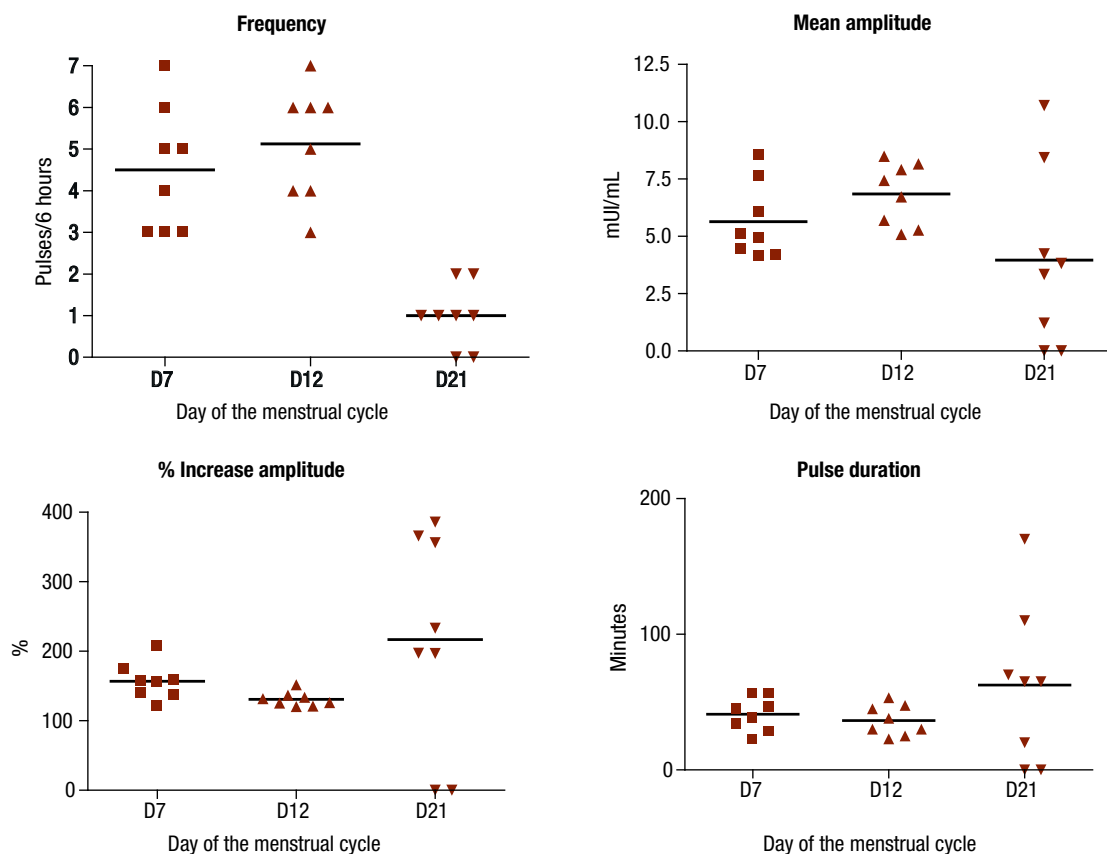 Frequency
7
6
5
4
3
2
1
0
Pulses/6 hours
D7 D12 D21
Day of the menstrual cycle
Mean amplitude
12.5
10.0
7.5
5.0
2.5
0.0
mUI/mL
D7 D12 D21
Day of the menstrual cycle
% Increase amplitude
400
300
200
100
0
%
D7 D12 D21
Day of the menstrual cycle
Pulse duration
200
100
0
Minutes
D7 D12 D21
Day of the menstrual cycle